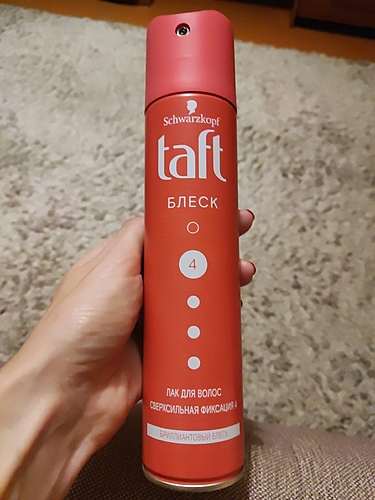 Schwarzkopf
taft
БЛЕСК
4
ЛАК ДЛЯ ВОЛОС
СВЕРХСИЛЬНАЯ ФИКСАЦИЯ 4
БРИЛЛИАНТОВЫЙ БЛЕСК